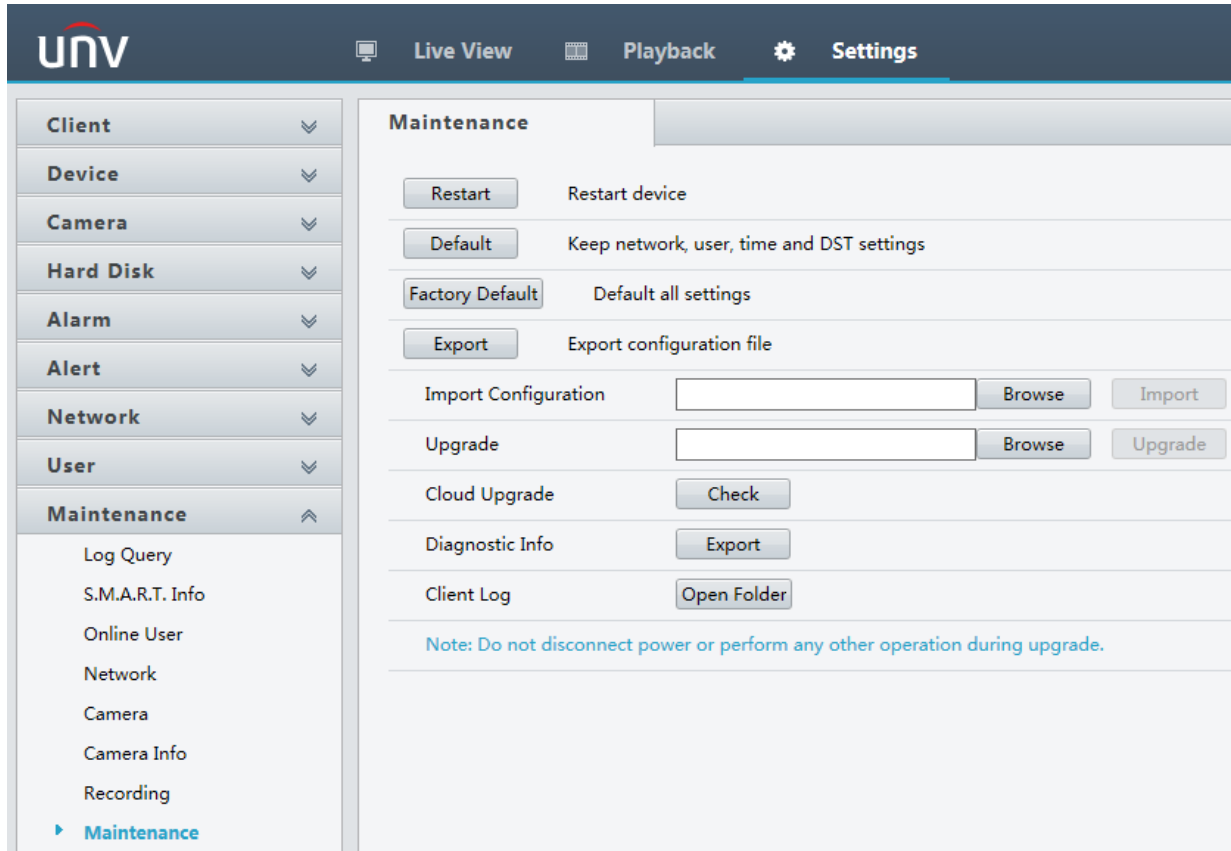 unv
Live View Playback Settings
Client
Device
Camera
Hard Disk
Alarm
Alert
Network
User
Maintenance
Log Query
S.M.A.R.T. Info
Online User
Network
Camera
Camera Info
Recording
Maintenance
Maintenance
Restart Restart device
Default Keep network, user, time and DST settings
Factory Default Default all settings
Export Export configuration file
Import Configuration Browse Import
Upgrade Browse Upgrade
Cloud Upgrade Check
Diagnostic Info Export
Client Log Open Folder
Note: Do not disconnect power or perform any other operation during upgrade.